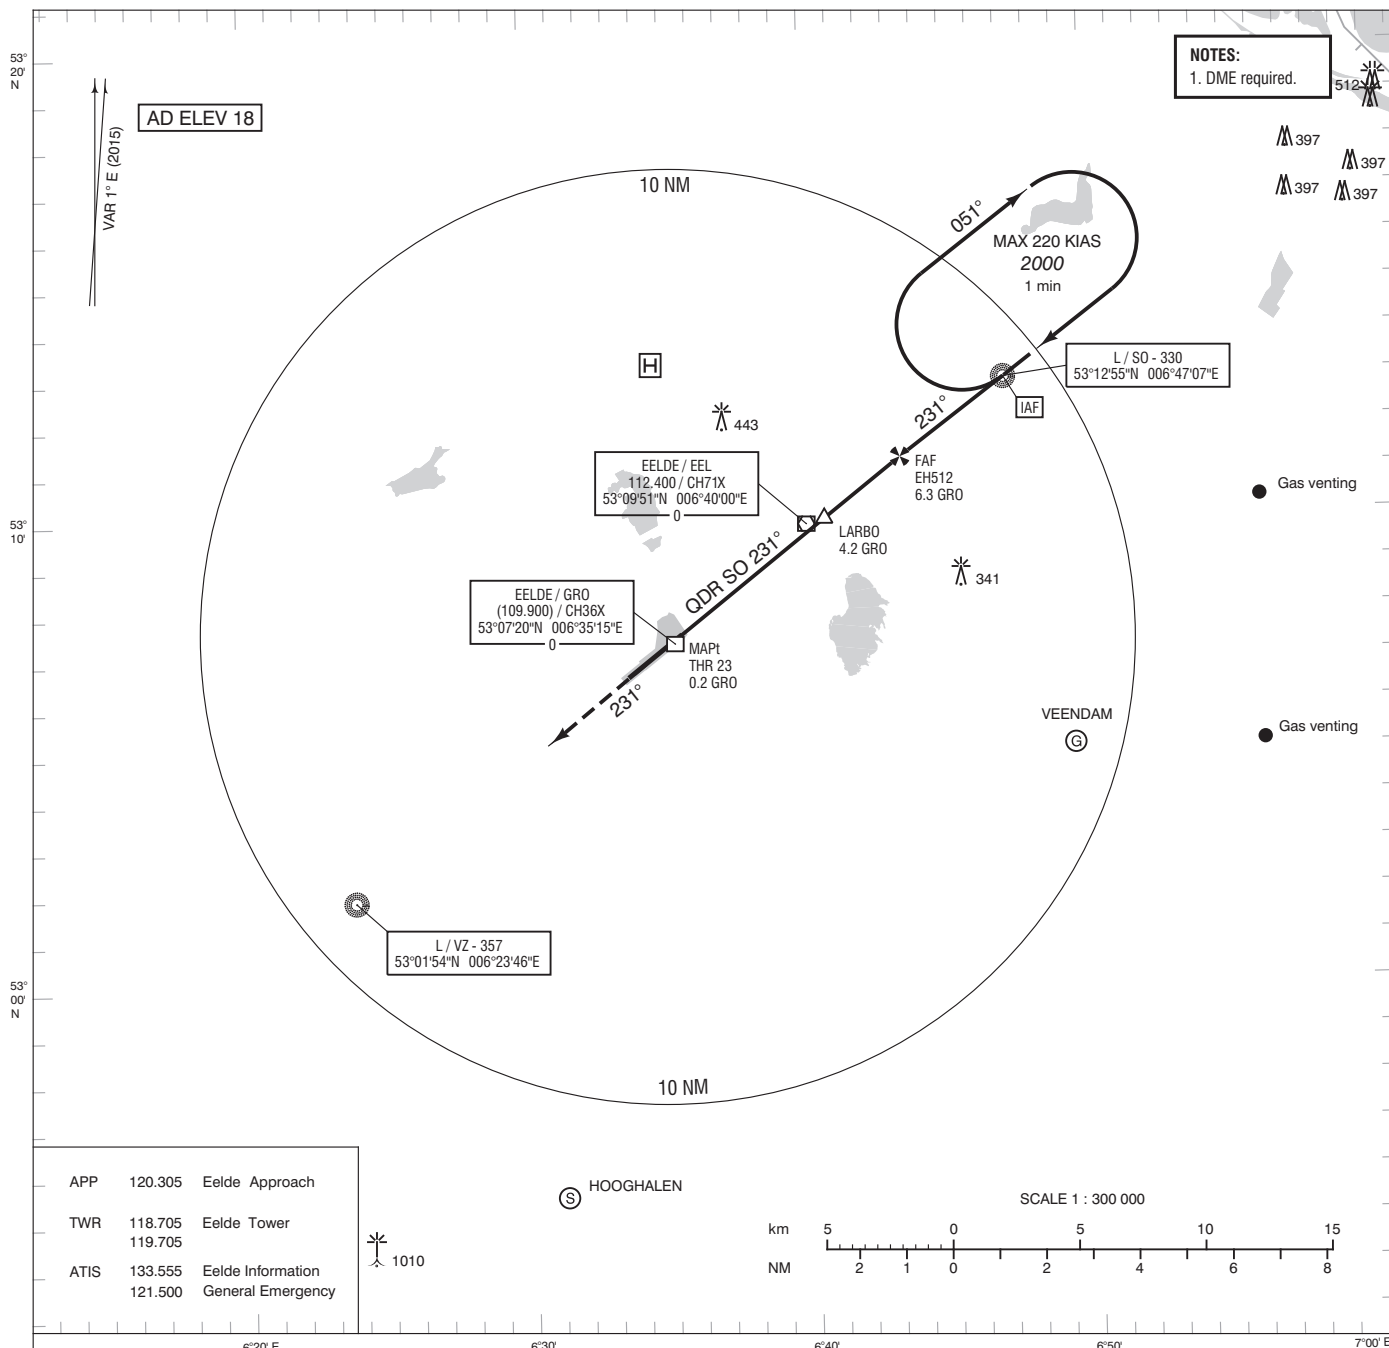 53°
20'
N
AD ELEV 18
VAR 1° E (2015)
NOTES:
1. DME required.
512
397
397
397
397
10 NM
051°
MAX 220 KIAS
2000
1 min
L / SO - 330
53°12'55"N 006°47'07"E
IAF
H
443
231°
FAF
EH512
6.3 GRO
EELDE / EEL
112.400 / CH71X
53°09'51"N 006°40'00"E
0
Gas venting
53°
10'
LARBO
4.2 GRO
QDR SO 231°
341
EELDE / GRO
(109.900) / CH36X
53°07'20"N 006°35'15"E
0
MAPt
THR 23
0.2 GRO
231°
VEENDAM
G
Gas venting
L / VZ - 357
53°01'54"N 006°23'46"E
53°
00'
N
10 NM
APP 120.305 Eelde Approach
TWR 118.705 Eelde Tower
119.705
ATIS 133.555 Eelde Information
121.500 General Emergency
1010
S
HOOGHALEN
SCALE 1 : 300 000
km 5 0 5 10 15
NM 2 1 0 2 4 6 8
6°20' E 6°30' 6°40' 6°50' 7°00' E